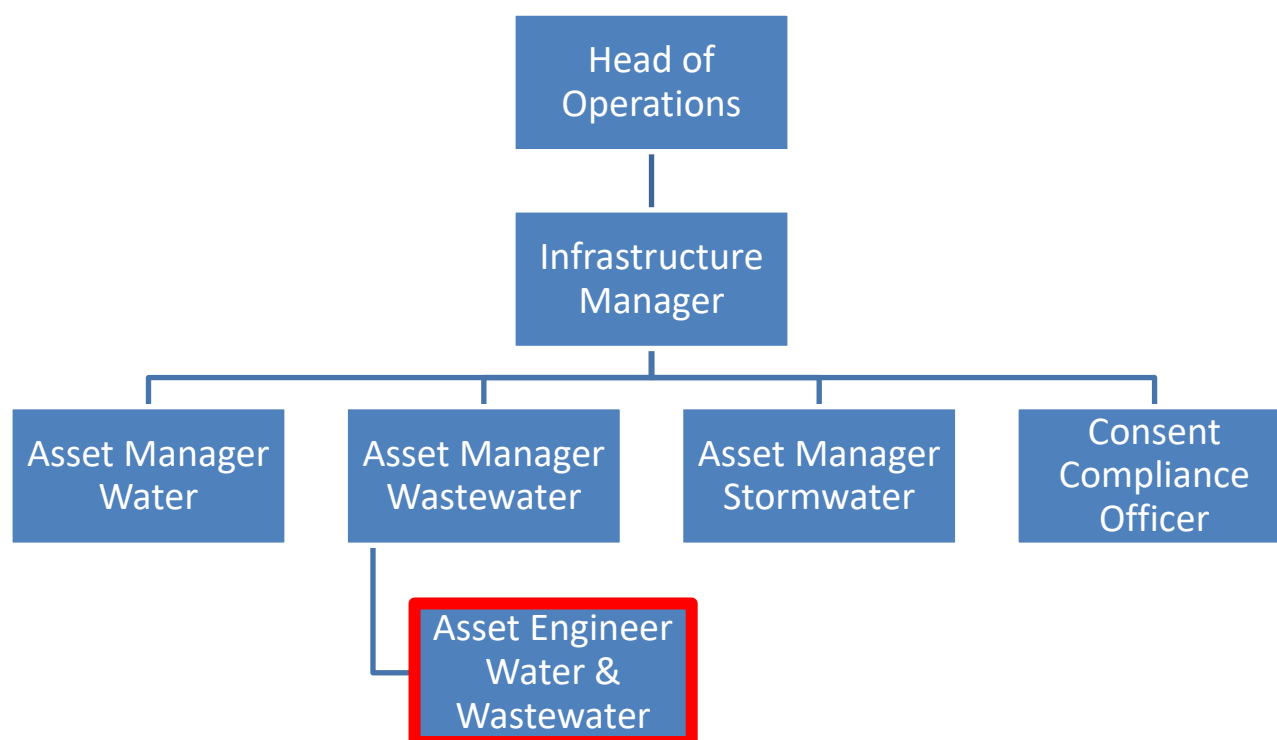 Head of
Operations
Infrastructure
Manager
Asset Manager
Water
Asset Manager
Wastewater
Asset Manager
Stormwater
Consent
Compliance
Officer
Asset Engineer
Water &
Wastewater